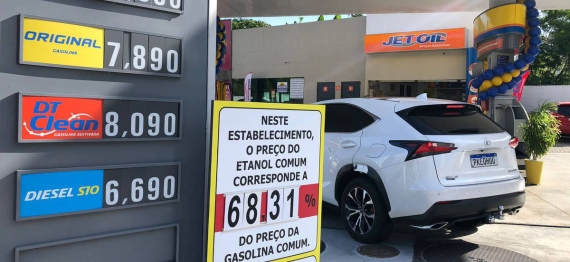 ORIGINAL
GASOLINA
7,890
DT
Clean
GASOLINA ADITIVADA
8,090
DIESEL S10
6,690
NESTE
ESTABELECIMENTO,
O PREÇO DO
ETANOL COMUM
CORRESPONDE A
68.31 %
DO PREÇO DA
GASOLINA COMUM.
JET OIL